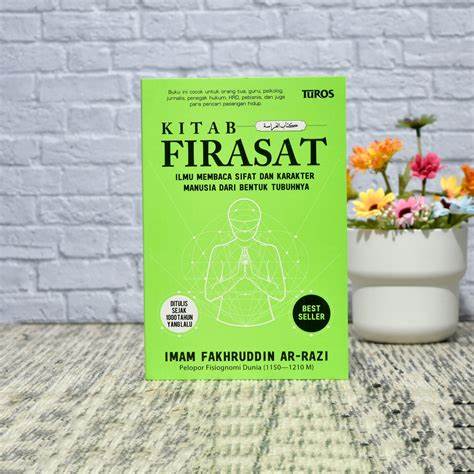 Buku ini cocok untuk orang tua, guru, psikolog,
jurnalis, penegak hukum, HRD, pebisnis, dan juga
para pencari pasangan hidup.
TUROS
KITAB
كتاب الفراسة
FIRASAT
ILMU MEMBACA SIFAT DAN KARAKTER
MANUSIA DARI BENTUK TUBUHNYA
DITULIS
SEJAK
1000 TAHUN
YANG LALU
BEST
SELLER
IMAM FAKHRUDDIN AR-RAZI
Pelopor Fisiognomi Dunia (1150—1210 M)